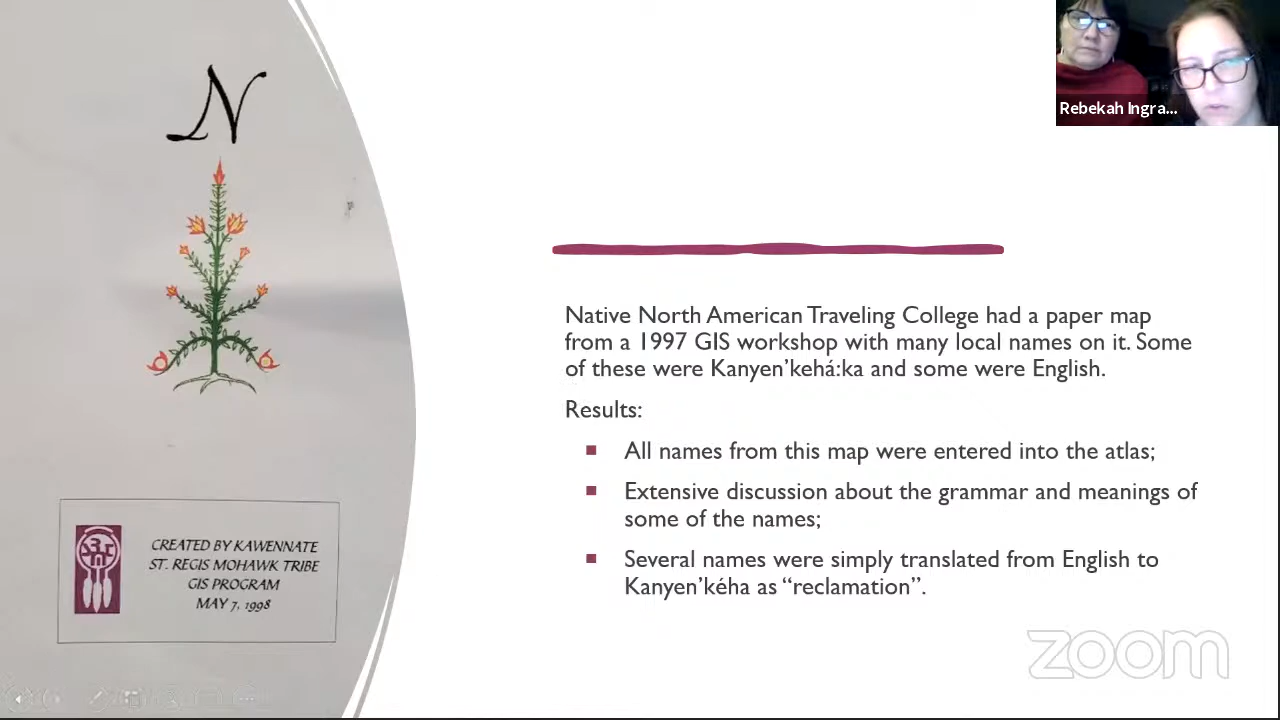 N
CREATED BY KAWENNATE
ST. REGIS MOHAWK TRIBE
GIS PROGRAM
MAY 7, 1998
Rebekah Ingra...
Native North American Traveling College had a paper map
from a 1997 GIS workshop with many local names on it. Some
of these were Kanyen’kehá:ka and some were English.
Results:
All names from this map were entered into the atlas;
Extensive discussion about the grammar and meanings of
some of the names;
Several names were simply translated from English to
Kanyen’kéha as “reclamation”.
zoom